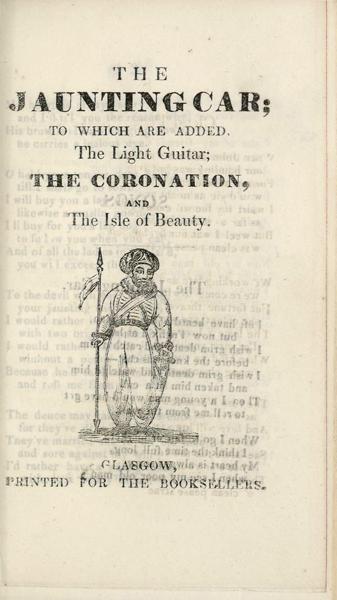 THE
JAUNTING CAR;
TO WHICH ARE ADDED.
The Light Guitar;
THE CORONATION,
AND
The Isle of Beauty.
GLASGOW,
PRINTED FOR THE BOOKSELLERS.